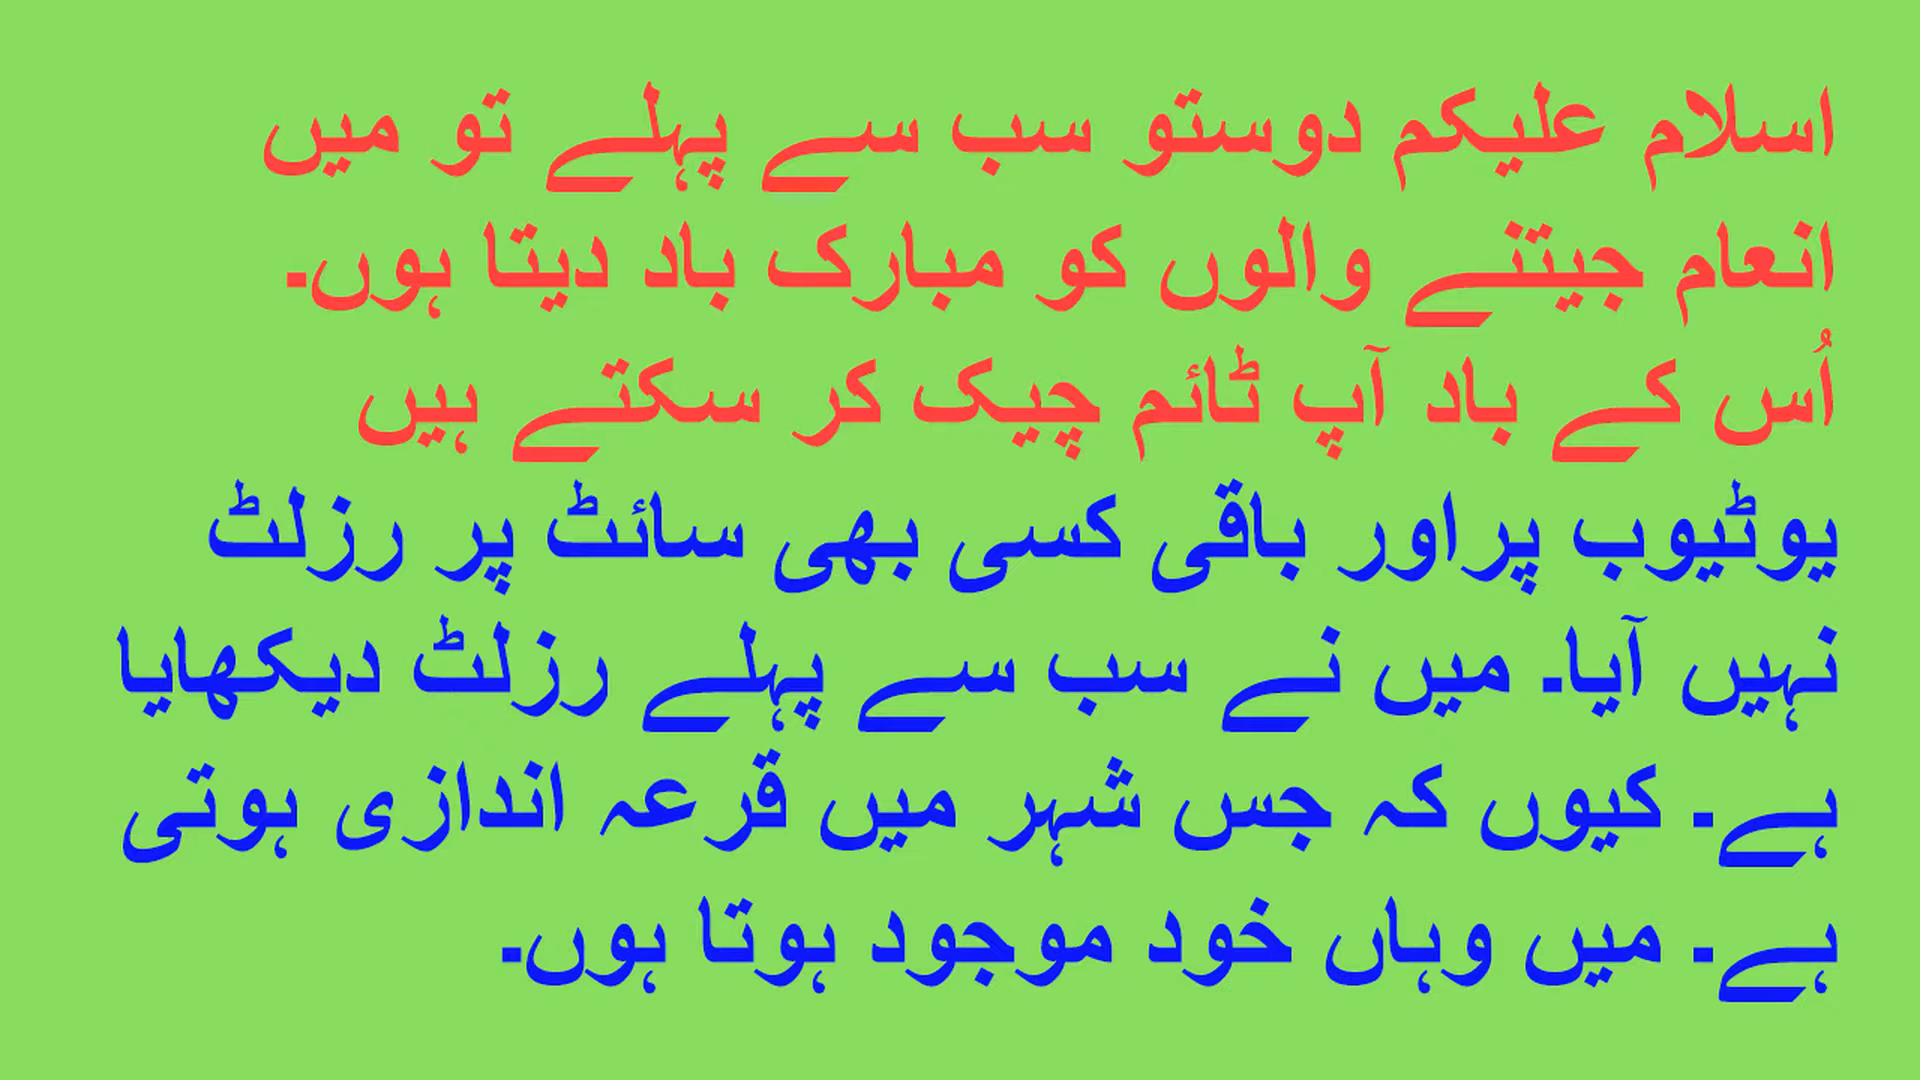 اسلام علیکم دوستو سب سے پہلے تو میں
انعام جیتنے والوں کو مبارک باد دیتا ہوں.
اُس کے باد آپ ٹائم چیک کر سکتے ہیں
یوٹیوب پراور باقی کسی بھی سائٹ پر رزلٹ
نہیں آیا. میں نے سب سے پہلے رزلٹ دیکھایا
ہے. کیوں کہ جس شہر میں قرعہ اندازی ہوتی
ہے. میں وہاں خود موجود ہوتا ہوں.